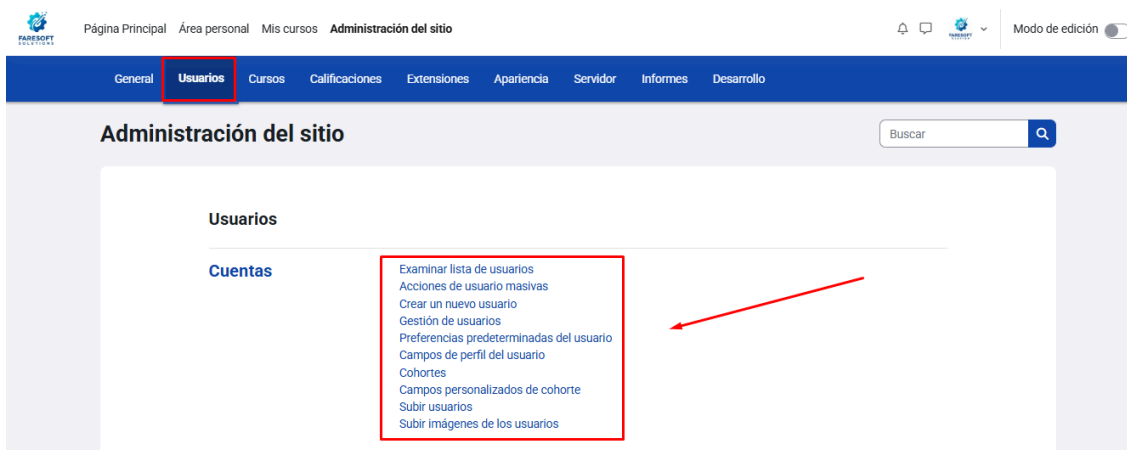 FARESOFT
SOLUTIONS
Página Principal Área personal Mis cursos Administración del sitio
Modo de edición
General Usuarios Cursos Calificaciones Extensiones Apariencia Servidor Informes Desarrollo
Administración del sitio
Buscar
Usuarios
Cuentas
Examinar lista de usuarios
Acciones de usuario masivas
Crear un nuevo usuario
Gestión de usuarios
Preferencias predeterminadas del usuario
Campos de perfil del usuario
Cohortes
Campos personalizados de cohorte
Subir usuarios
Subir imágenes de los usuarios